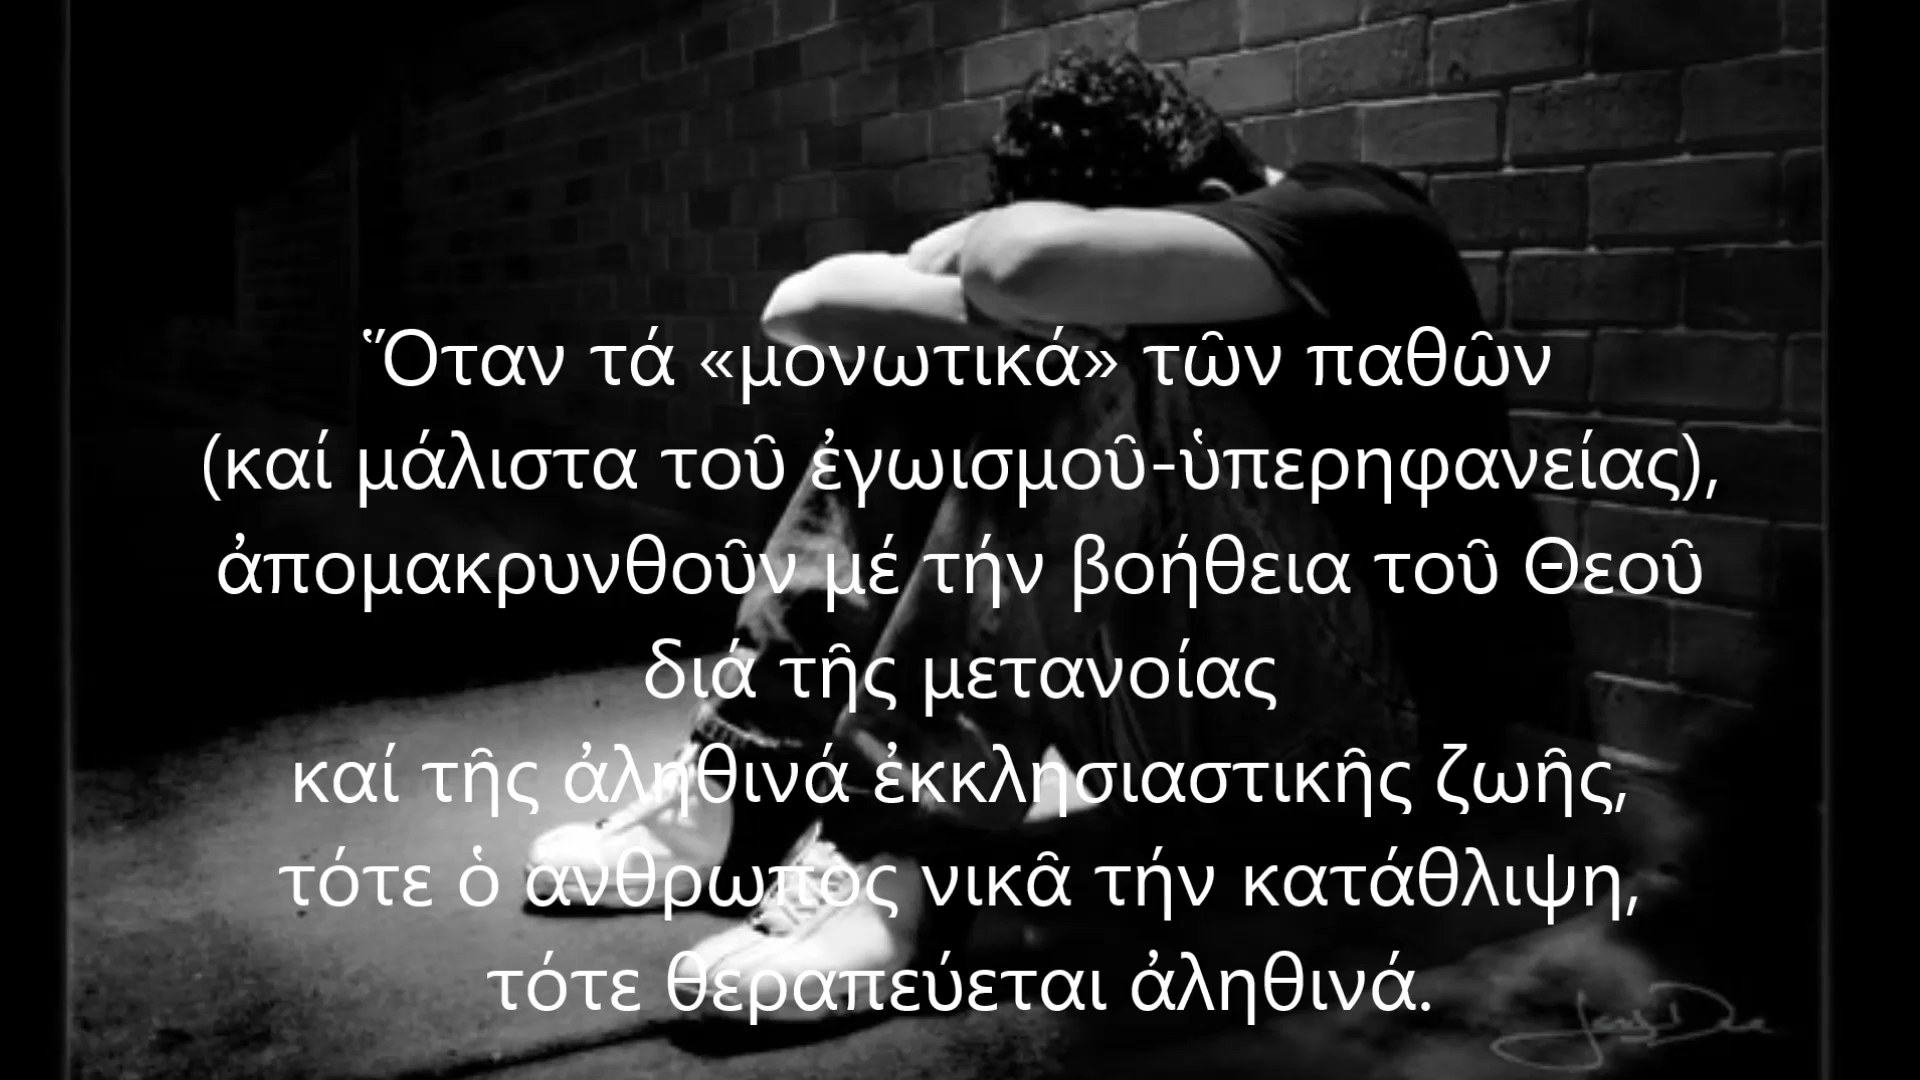 Ὅταν τά «μονωτικά» τῶν παθῶν
(καί μάλιστα τοῦ ἐγωισμοῦ-ὑπερηφανείας),
ἀπομακρυνθοῦν μέ τήν βοήθεια τοῦ Θεοῦ
διά τῆς μετανοίας
καί τῆς ἀληθινά ἐκκλησιαστικῆς ζωῆς,
τότε ὁ ανθρωπος νικᾶ τήν κατάθλιψη,
τότε θεραπεύεται ἀληθινά.